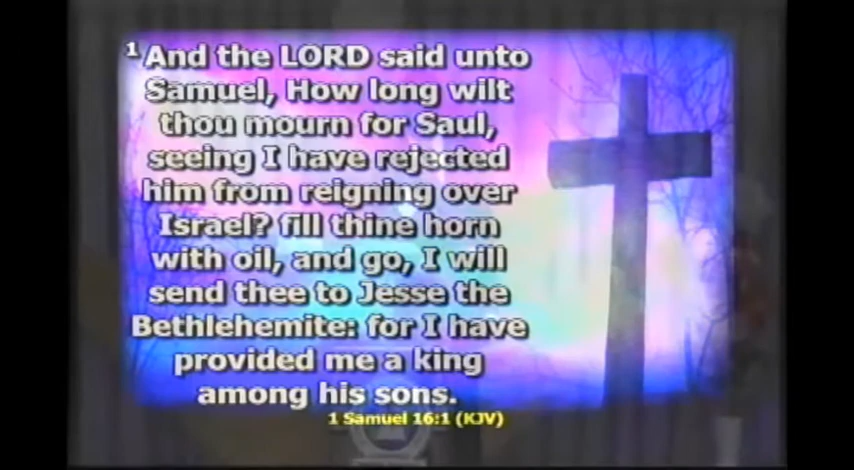 1 And the LORD said unto
Samuel, How long wilt
thou mourn for Saul,
seeing I have rejected
him from reigning over
Israel? fill thine horn
with oil, and go, I will
send thee to Jesse the
Bethlehemite: for I have
provided me a king
among his sons.
1 Samuel 16:1 (KJV)